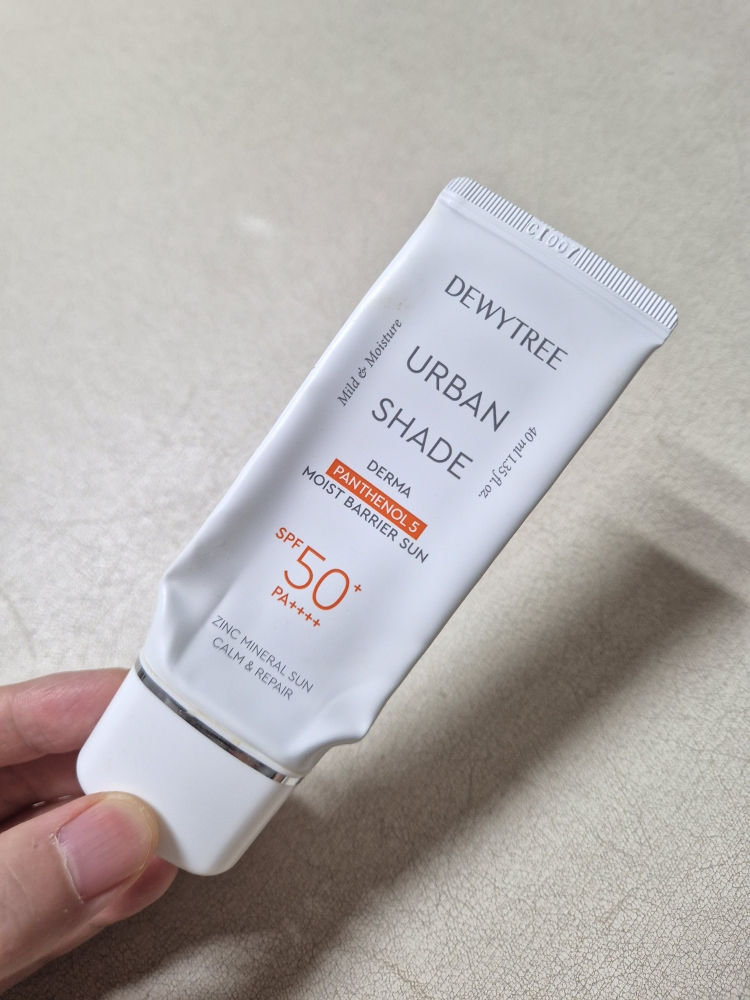 DEWYTREE
Mild & Moisture
URBAN
SHADE
40 ml 1.35 fl. oz.
DERMA
PANTHENOL 5
MOIST BARRIER SUN
SPF 50+
PA++++
ZINC MINERAL SUN
CALM & REPAIR